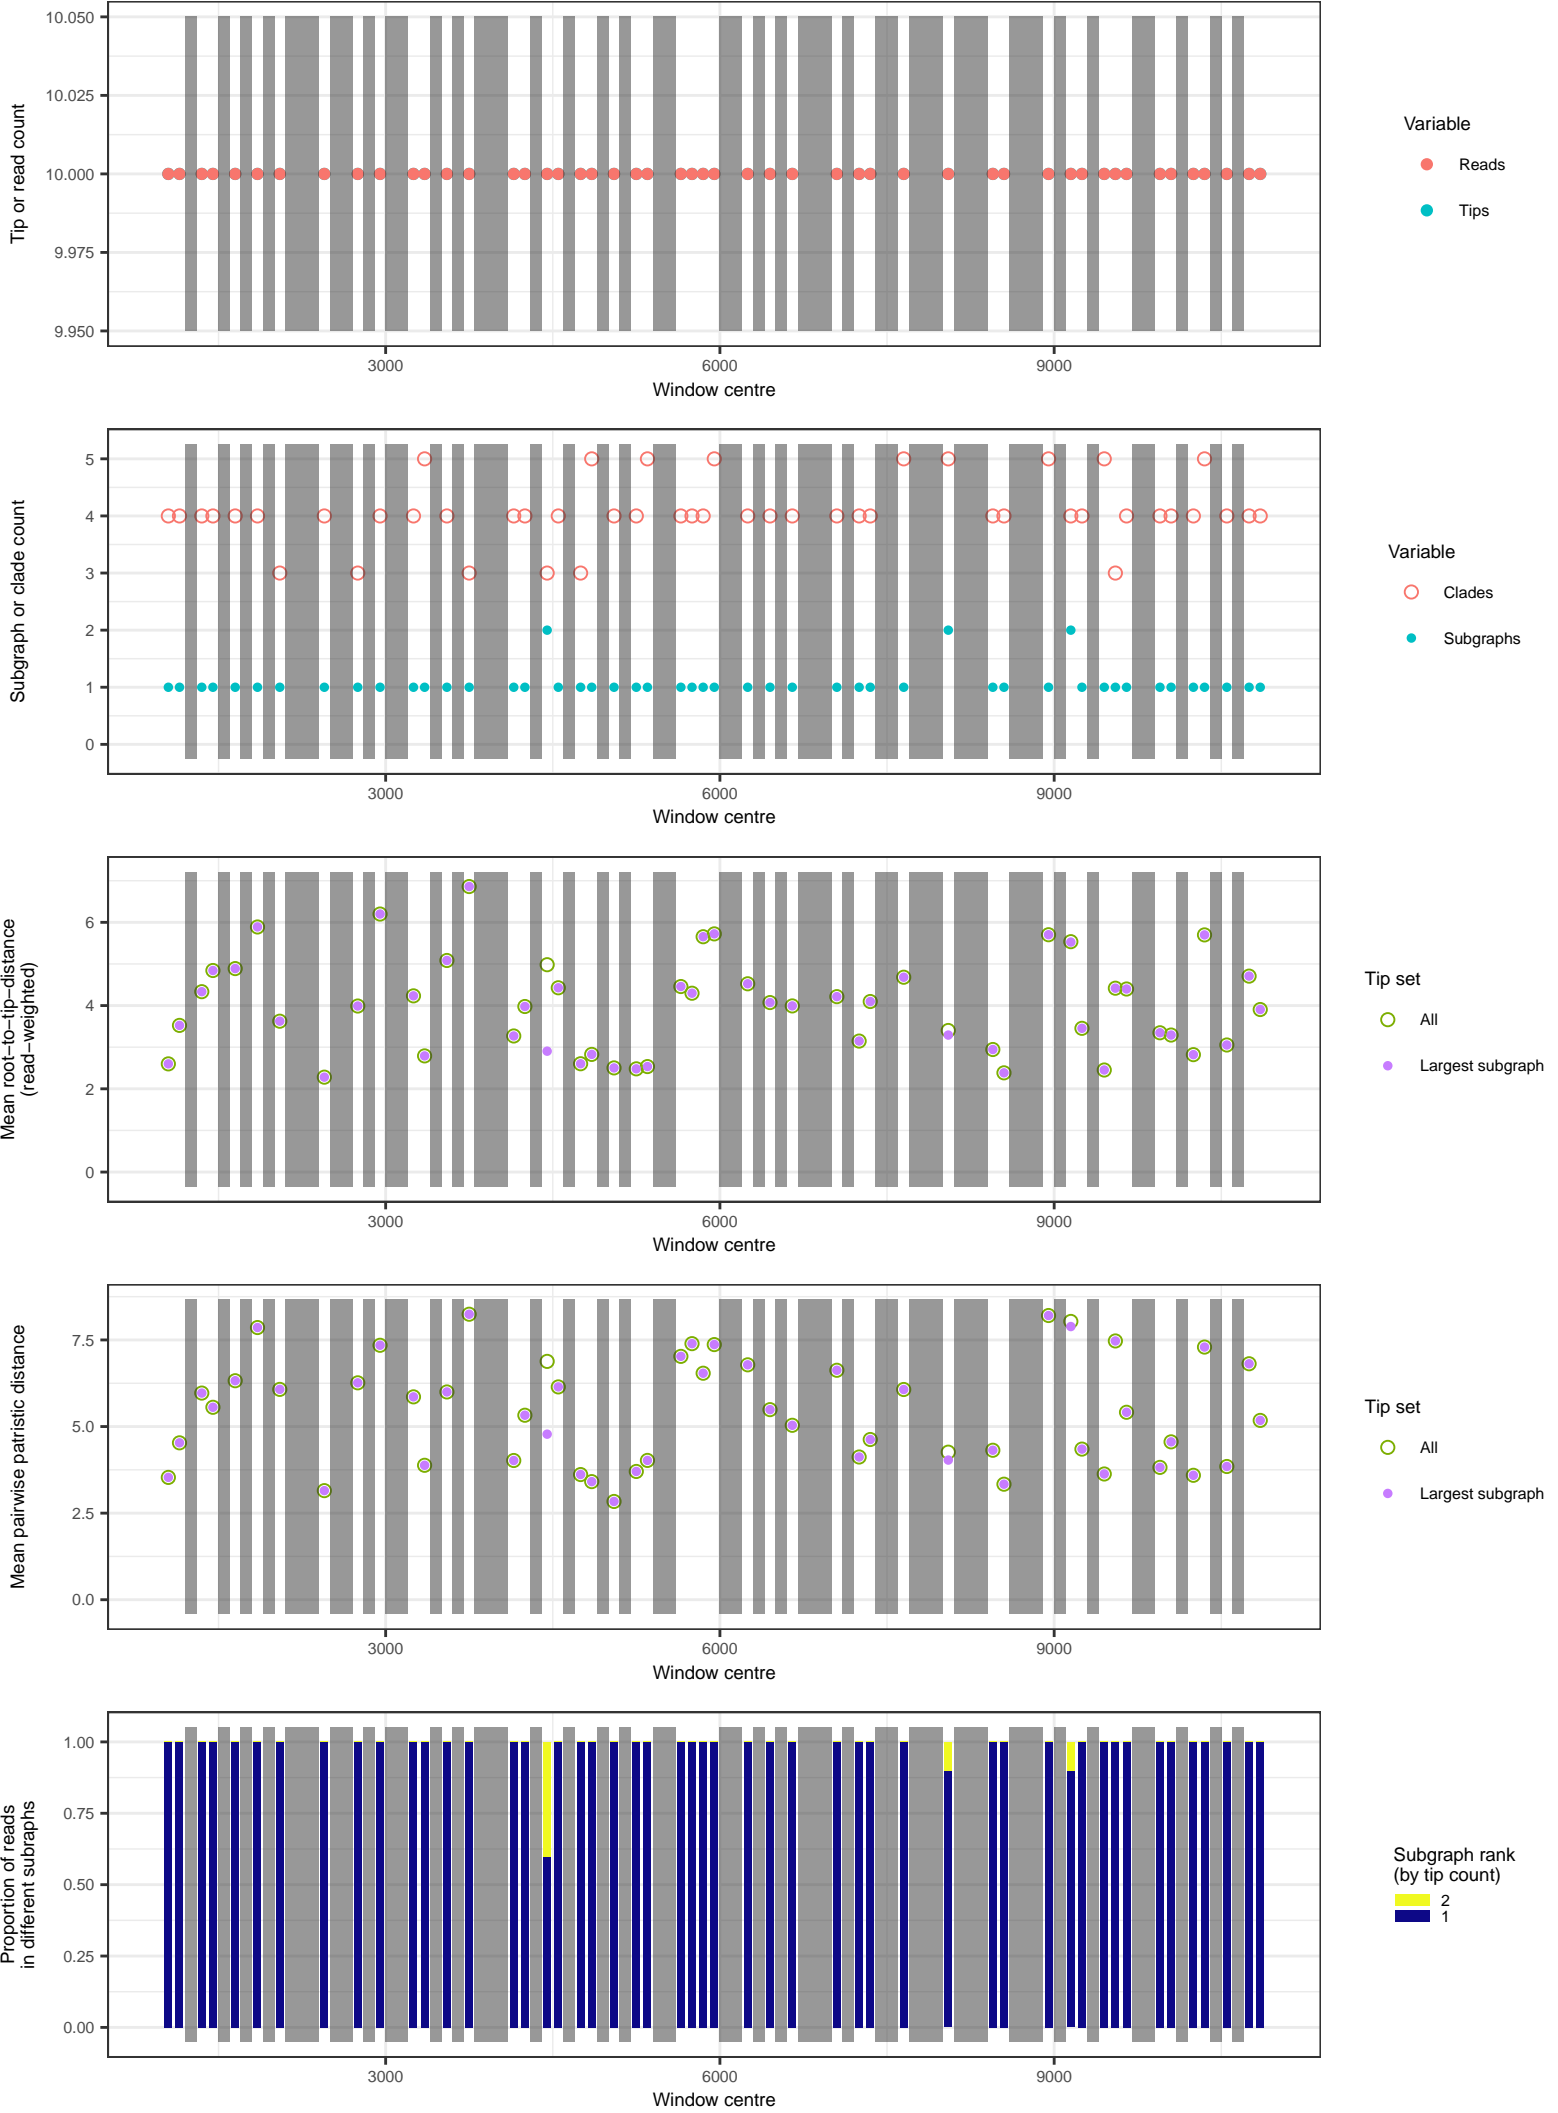 10.050
10.025
10.000
9.975
9.950
Tip or read count
3000
6000
9000
Window centre
Variable
Reads
Tips
5
4
3
2
1
0
Subgraph or clade count
3000
6000
9000
Window centre
Variable
Clades
Subgraphs
6
4
2
0
Mean root−to−tip−distance
(read−weighted)
3000
6000
9000
Window centre
Tip set
All
Largest subgraph
7.5
5.0
2.5
0.0
Mean pairwise patristic distance
3000
6000
9000
Window centre
Tip set
All
Largest subgraph
1.00
0.75
0.50
0.25
0.00
Proportion of reads
in different subraphs
3000
6000
9000
Window centre
Subgraph rank
(by tip count)
2
1